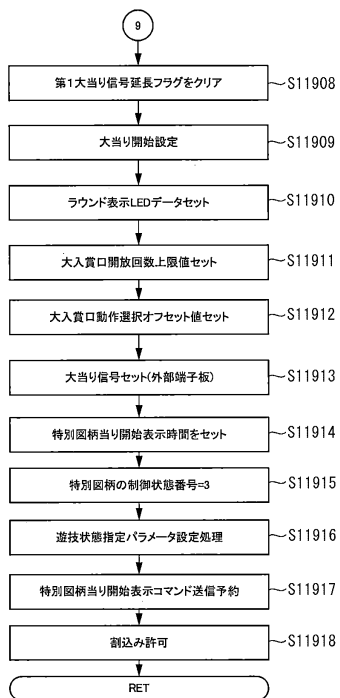 9
第1大当り信号延長フラグをクリア
S11908
大当り開始設定
S11909
ラウンド表示LEDデータセット
S11910
大入賞口開放回数上限値セット
S11911
大入賞口動作選択オフセット値セット
S11912
大当り信号セット(外部端子板)
S11913
特別図柄当り開始表示時間をセット
S11914
特別図柄の制御状態番号=3
S11915
遊技状態指定パラメータ設定処理
S11916
特別図柄当り開始表示コマンド送信予約
S11917
割込み許可
S11918
RET